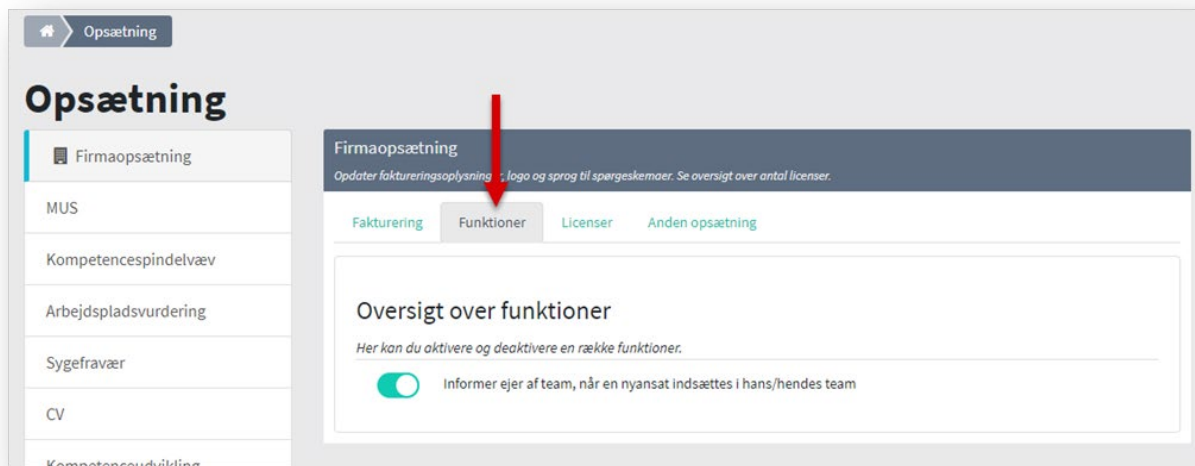 Opsætning
Opsætning
Firmaopsætning
MUS
Kompetencespindelvæv
Arbejdspladsvurdering
Sygefravær
CV
Kompetenceudvikling
Firmaopsætning
Opdater faktureringsoplysninger, logo og sprog til spørgeskemaer. Se oversigt over antal licenser.
Fakturering Funktioner Licenser Anden opsætning
Oversigt over funktioner
Her kan du aktivere og deaktivere en række funktioner.
Informer ejer af team, når en nyansat indsættes i hans/hendes team